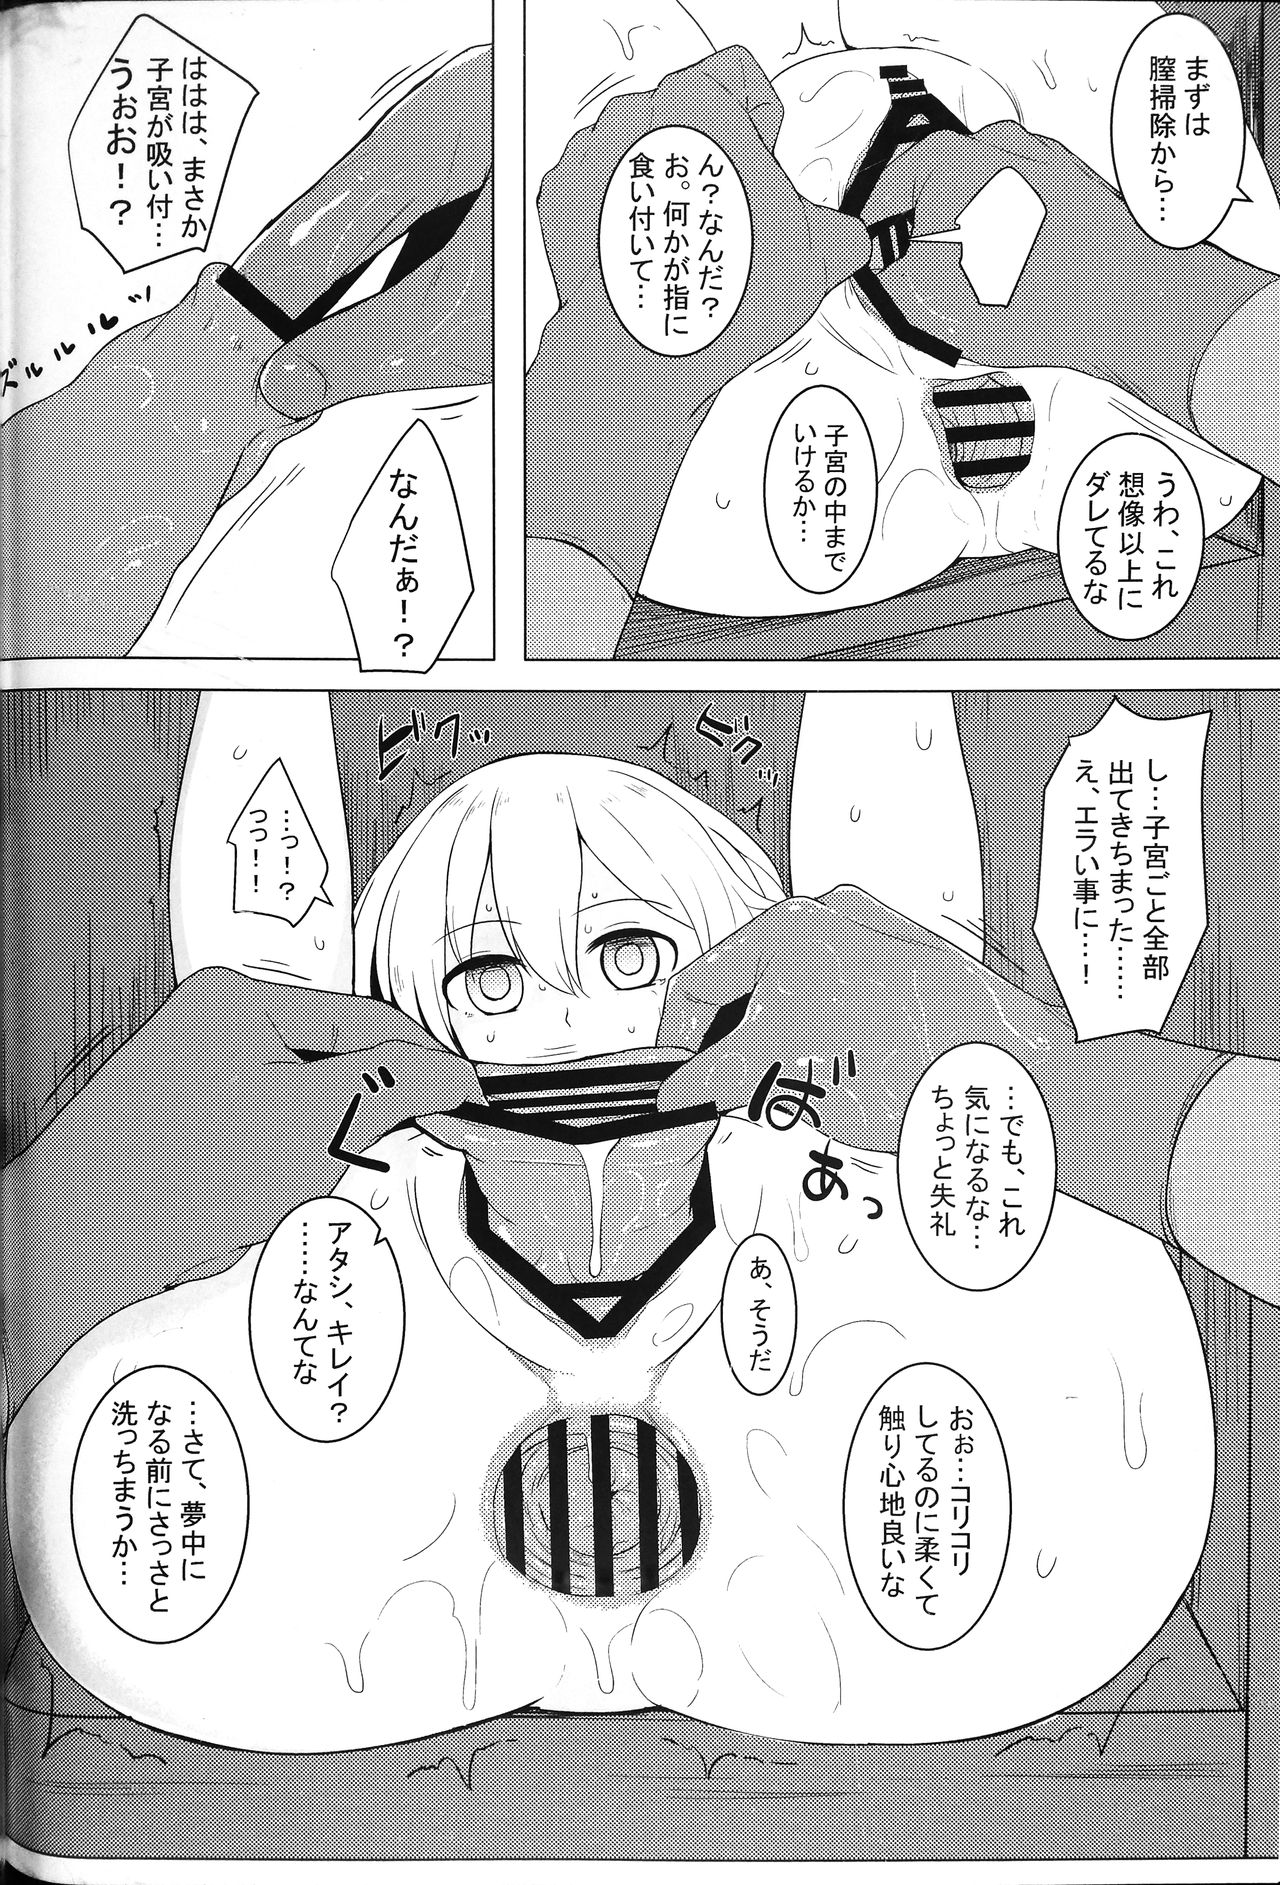 まずは
膣掃除から…
うわ、これ
想像以上に
ダレてるな
ん？なんだ？
お。何かが指に
食い付いて…
子宮の中まで
いけるか…
ははは、まさか
子宮が吸い付…
うぉお！？
ズルルルルッ
なんだぁ！？
し…子宮ごと全部
出てきちまった……
え、エラい事に……！
ビクッ
ビクッ
…っ！？
っっ！！
…でも、これ
気になるな…
ちょっと失礼
ぐ
ばぁっ
あ、そうだ
アタシ、キレイ？
……なんてな
おぉ…コリコリ
してるのに柔くて
触り心地良いな
…さて、夢中に
なる前にさっさと
洗っちまうか…